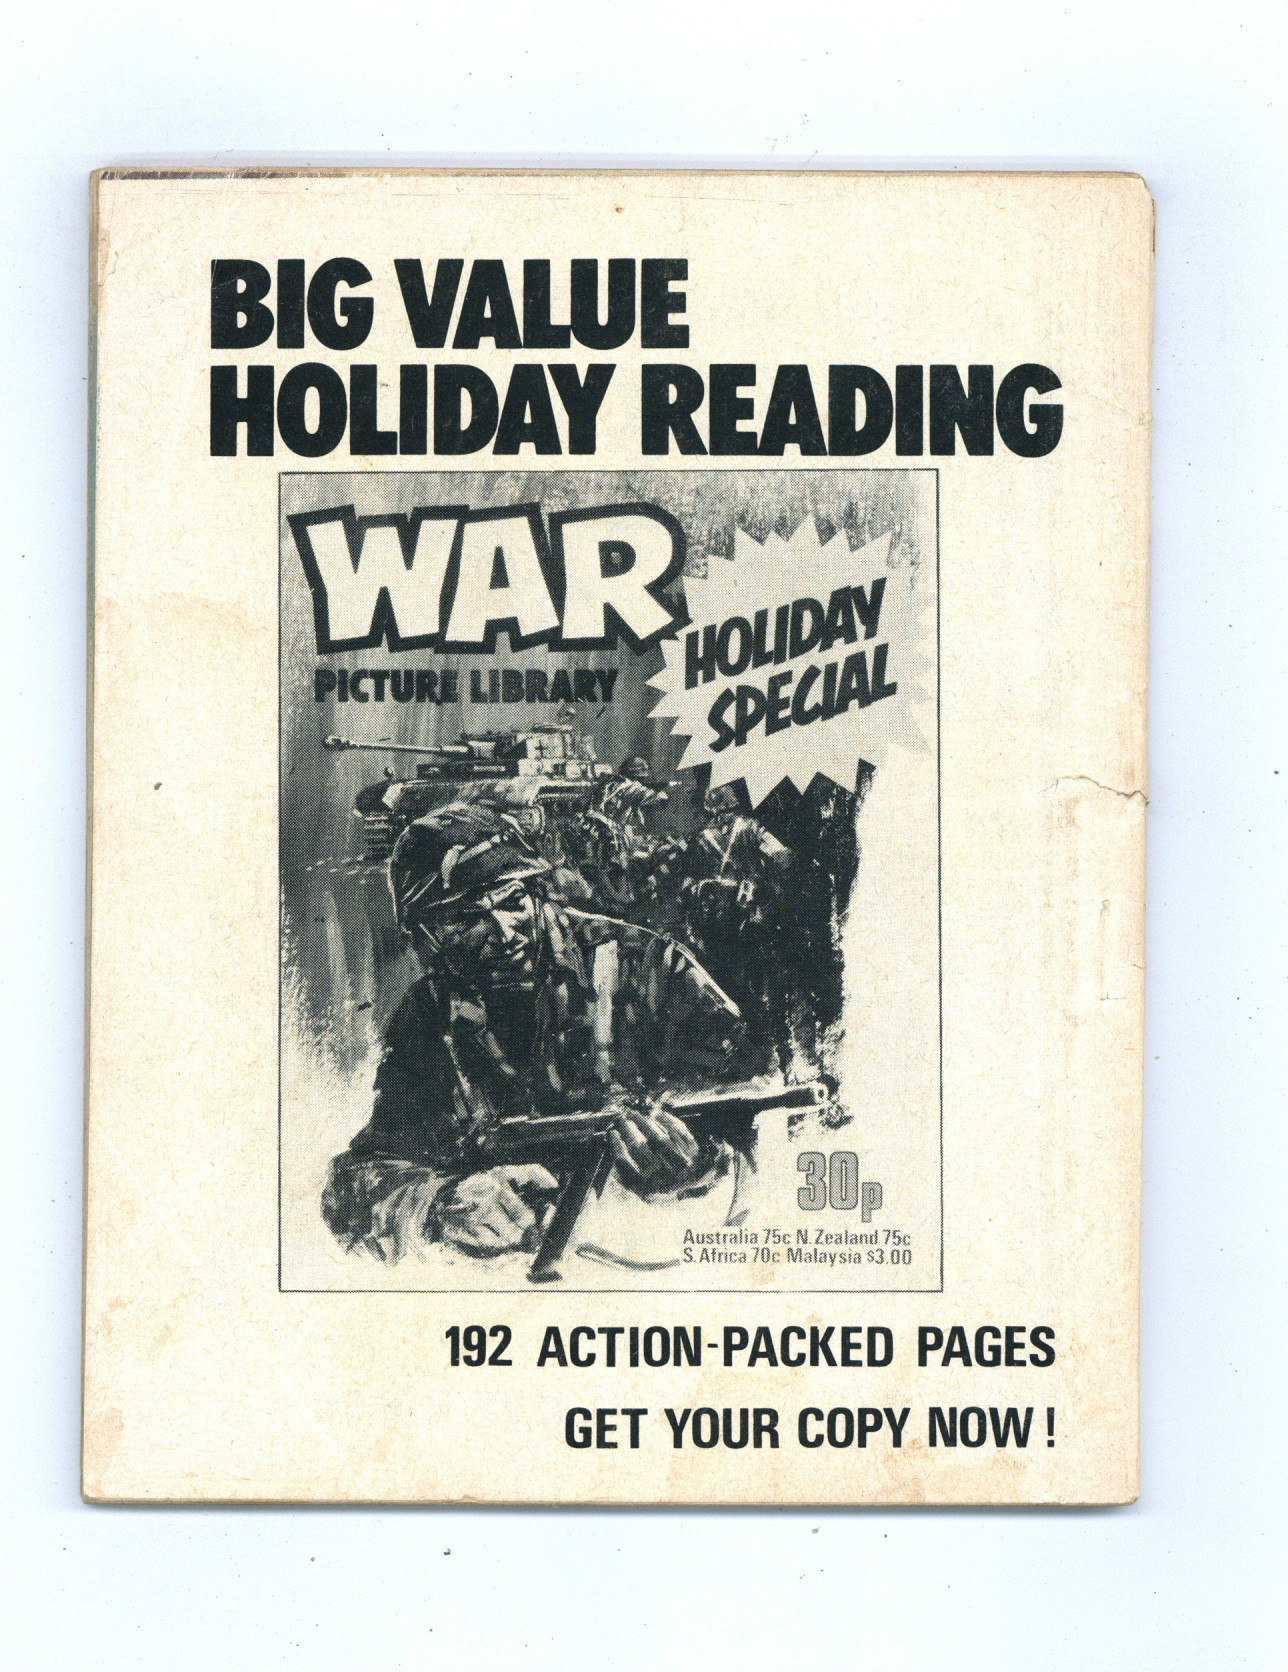 BIG VALUE
HOLIDAY READING
WAR
PICTURE LIBRARY
HOLIDAY
SPECIAL
30p
Australia 75c N.Zealand 75c
S.Africa 70c Malaysia $3.00
192 ACTION-PACKED PAGES
GET YOUR COPY NOW!